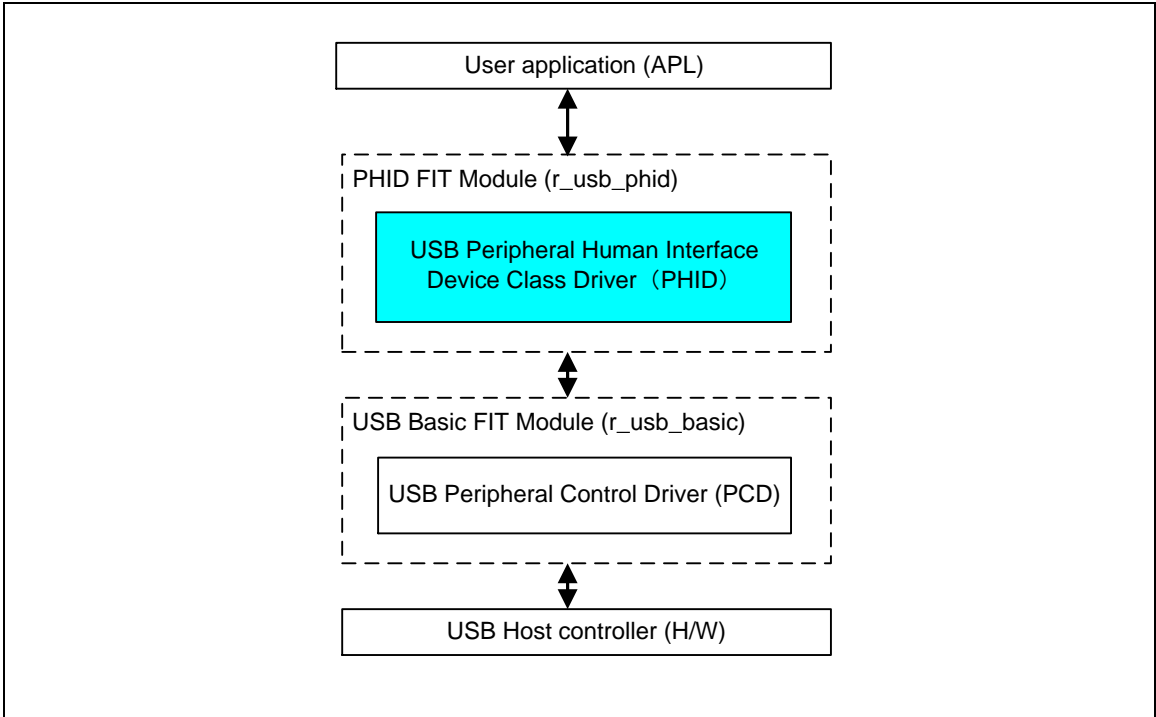 User application (APL)
PHID FIT Module (r_usb_phid)
USB Peripheral Human Interface
Device Class Driver（PHID）
USB Basic FIT Module (r_usb_basic)
USB Peripheral Control Driver (PCD)
USB Host controller (H/W)